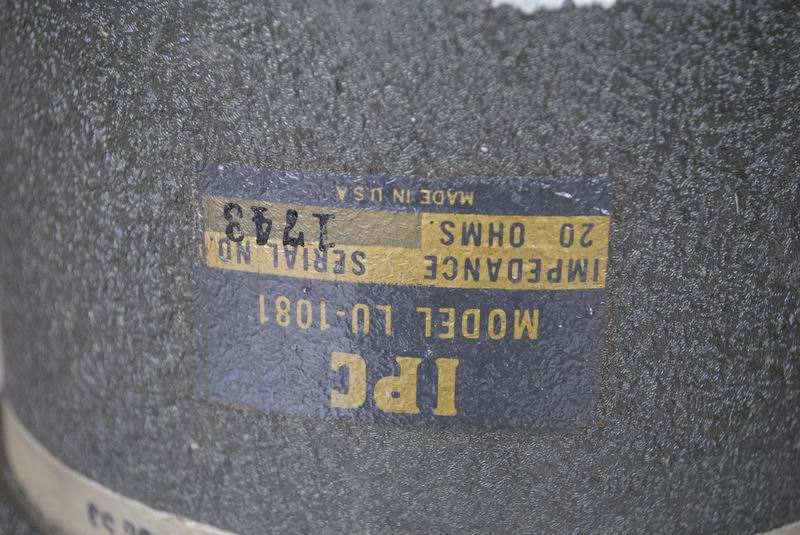 IPC
MODEL LU-1081
IMPEDANCE SERIAL NO.
20 OHMS. 1743
MADE IN U.S.A